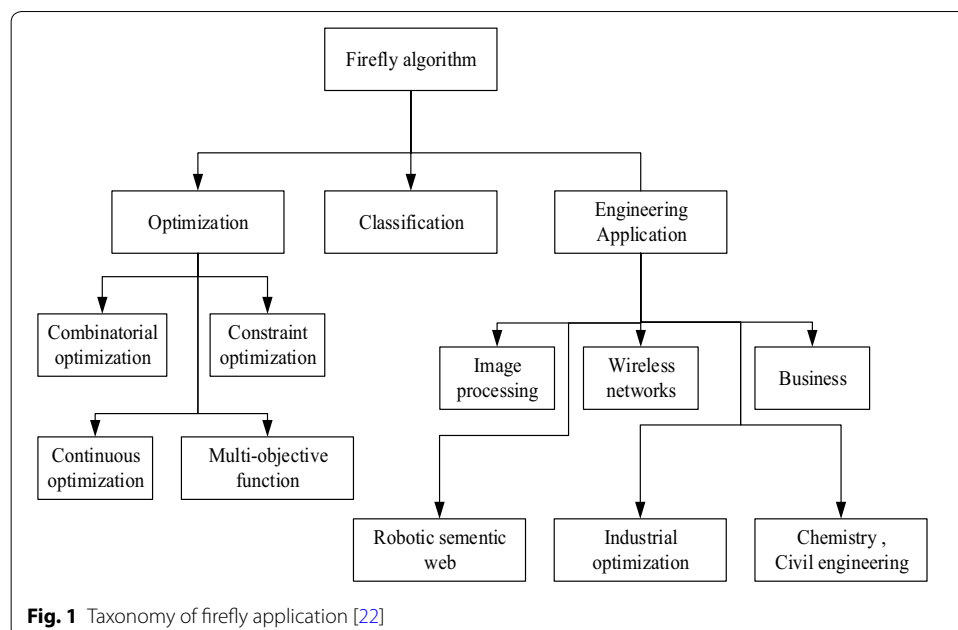 Firefly algorithm
Optimization
Classification
Engineering
Application
Combinatorial
optimization
Constraint
optimization
Image
processing
Wireless
networks
Business
Continuous
optimization
Multi-objective
function
Robotic sementic
web
Industrial
optimization
Chemistry ,
Civil engineering
Fig. 1 Taxonomy of firefly application [22]